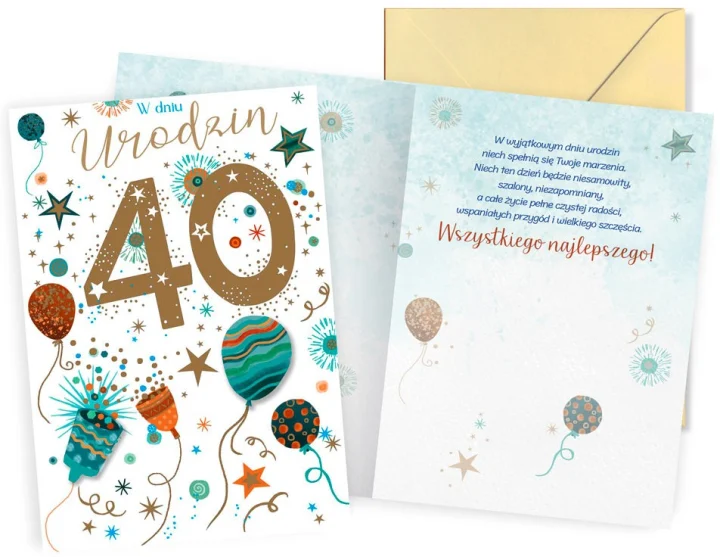 W dniu
Urodzin
40
W wyjątkowym dniu urodzin
niech spełnią się Twoje marzenia.
Niech ten dzień będzie niesamowity,
szalony, niezapomniany,
a całe życie pełne czystej radości,
wspaniałych przygód i wielkiego szczęścia.
Wszystkiego najlepszego!